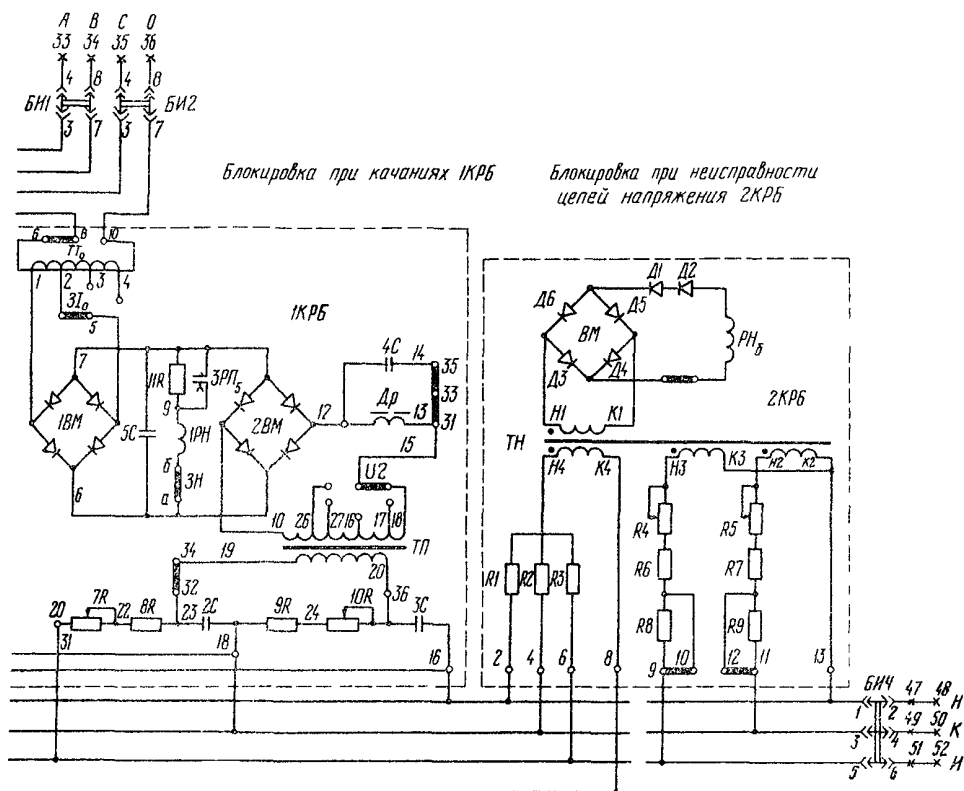 А В С О
33 34 35 36
4 8 4 8
БИ1 БИ2
3 7 3 7
Блокировка при качаниях 1КРБ
Блокировка при неисправности
цепей напряжения 2КРБ
6 8 10
ТТ₀
1 2 3 4
3I₀
5
1КРБ
Д1 Д2
Д6 Д5
ВМ
РНб
Д3 Д4
2КРБ
7
11R 3РП5
4С 14 35
33
9
1ВМ 5С 1РН 2ВМ 12 Др 13 31
15
б 3Н
6 а
U2
Н1 К1
ТН
Н4 К4 Н3 К3 Н2 К2
10 26 27 16 17 18
ТП
34 19 20
32 36
R4 R5
R6 R7
R1 R2 R3
R8 R9
20 7R 22 8R 23 2С 9R 24 10R 3С
31 18 16
2 4 6 8 9 10 12 11 13
БИ4 47 48
1 2 Н
49 50
3 4 К
51 52
5 6 И